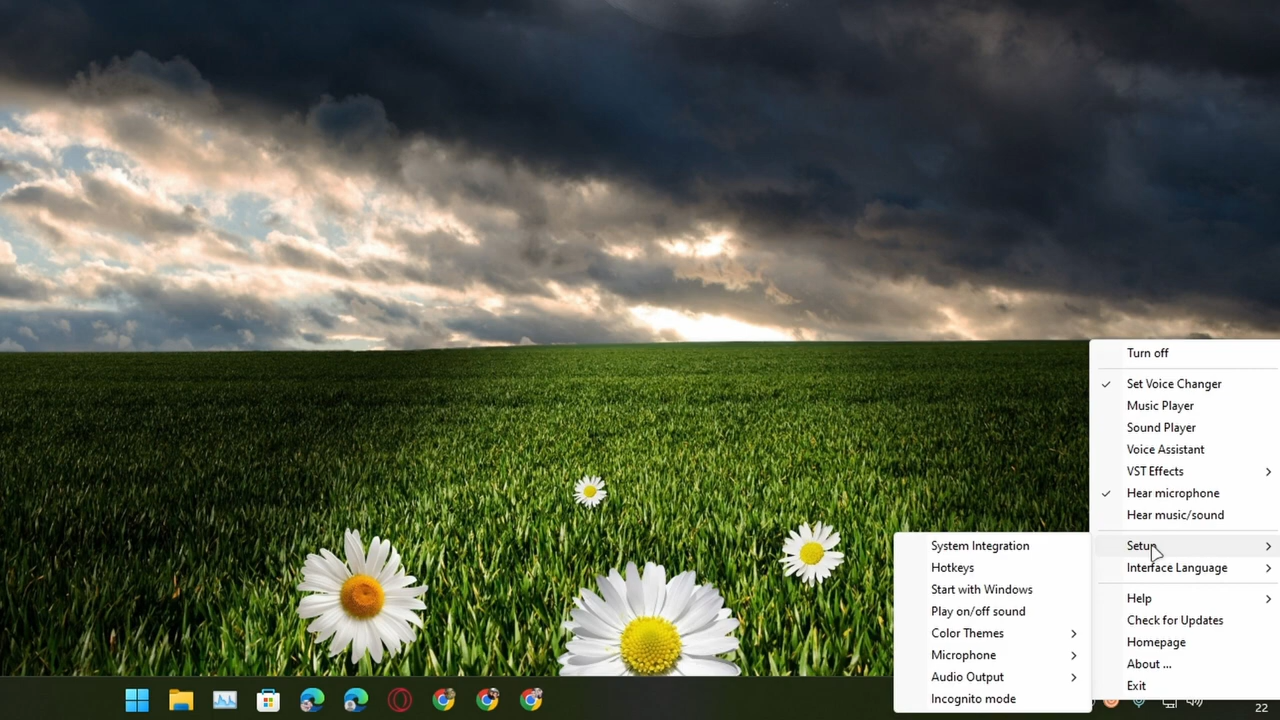 Turn off
Set Voice Changer
Music Player
Sound Player
Voice Assistant
VST Effects
Hear microphone
Hear music/sound
Setup
Interface Language
Help
Check for Updates
Homepage
About ...
Exit
System Integration
Hotkeys
Start with Windows
Play on/off sound
Color Themes
Microphone
Audio Output
Incognito mode
22